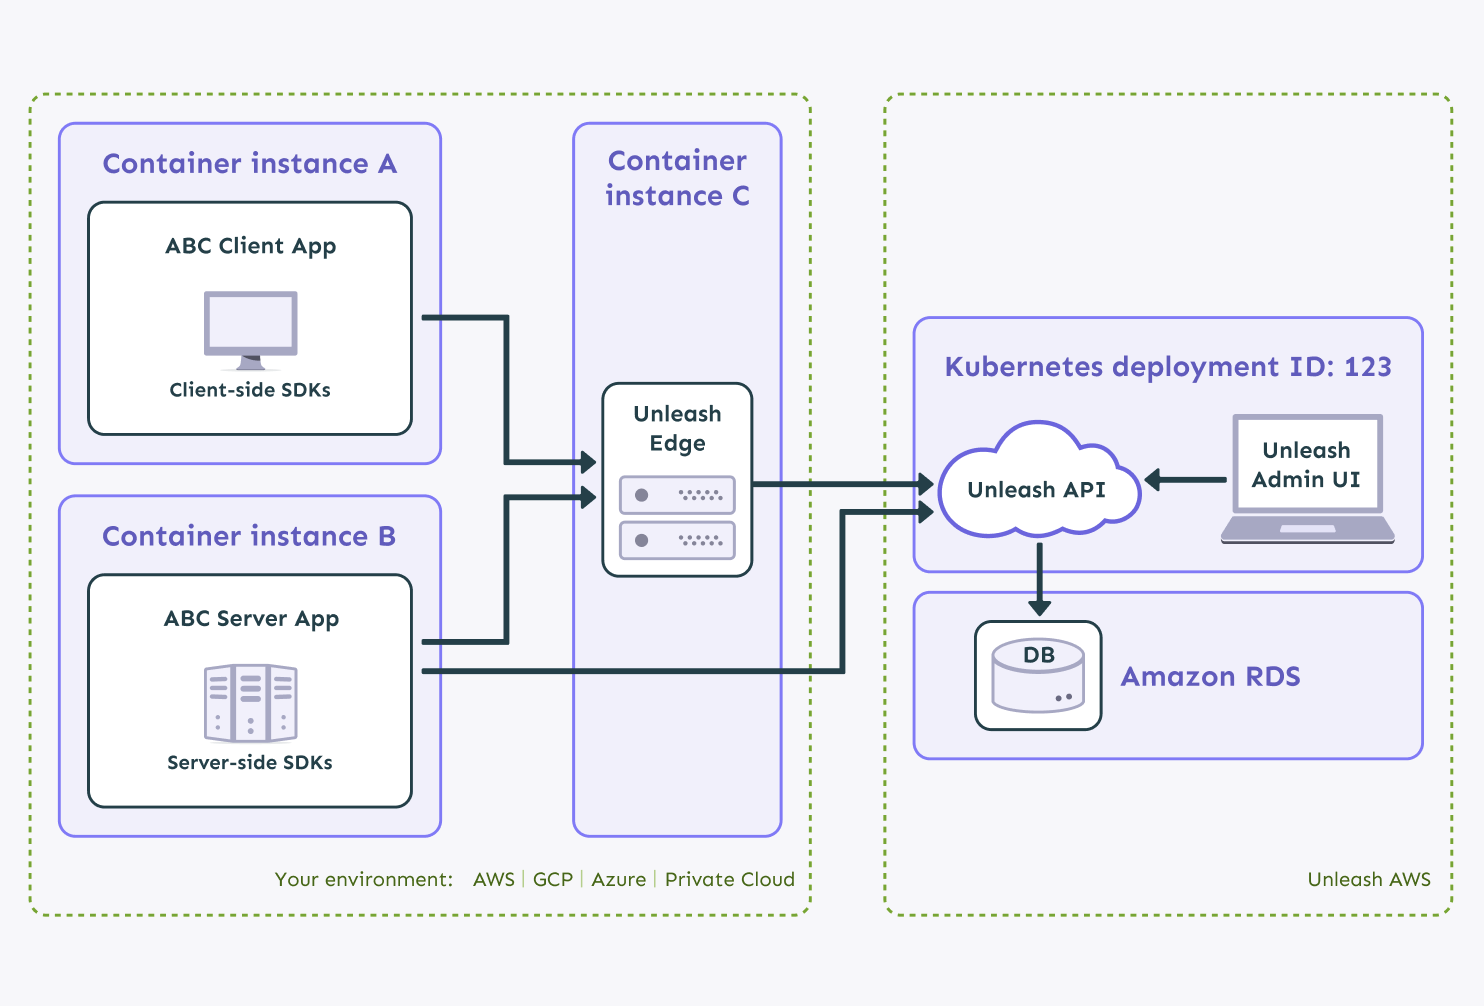 Container instance A
ABC Client App
Client-side SDKs
Container instance B
ABC Server App
Server-side SDKs
Container
instance C
Unleash
Edge
Your environment: AWS | GCP | Azure | Private Cloud
Kubernetes deployment ID: 123
Unleash API
Unleash
Admin UI
DB
Amazon RDS
Unleash AWS